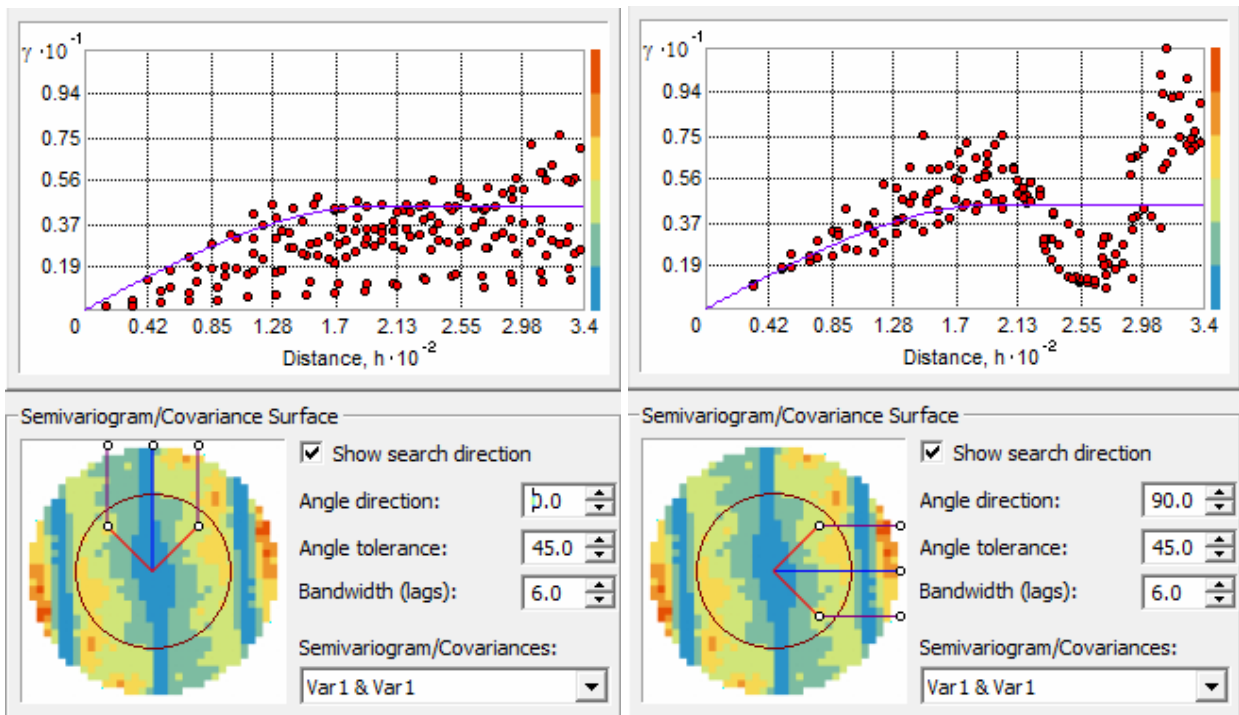 γ·10⁻¹
0.94
0.75
0.56
0.37
0.19
0 0.42 0.85 1.28 1.7 2.13 2.55 2.98 3.4
Distance, h·10⁻²
Semivariogram/Covariance Surface
Show search direction
Angle direction: 0.0
Angle tolerance: 45.0
Bandwidth (lags): 6.0
Semivariogram/Covariances:
Var1 & Var1
γ·10⁻¹
0.94
0.75
0.56
0.37
0.19
0 0.42 0.85 1.28 1.7 2.13 2.55 2.98 3.4
Distance, h·10⁻²
Semivariogram/Covariance Surface
Show search direction
Angle direction: 90.0
Angle tolerance: 45.0
Bandwidth (lags): 6.0
Semivariogram/Covariances:
Var1 & Var1